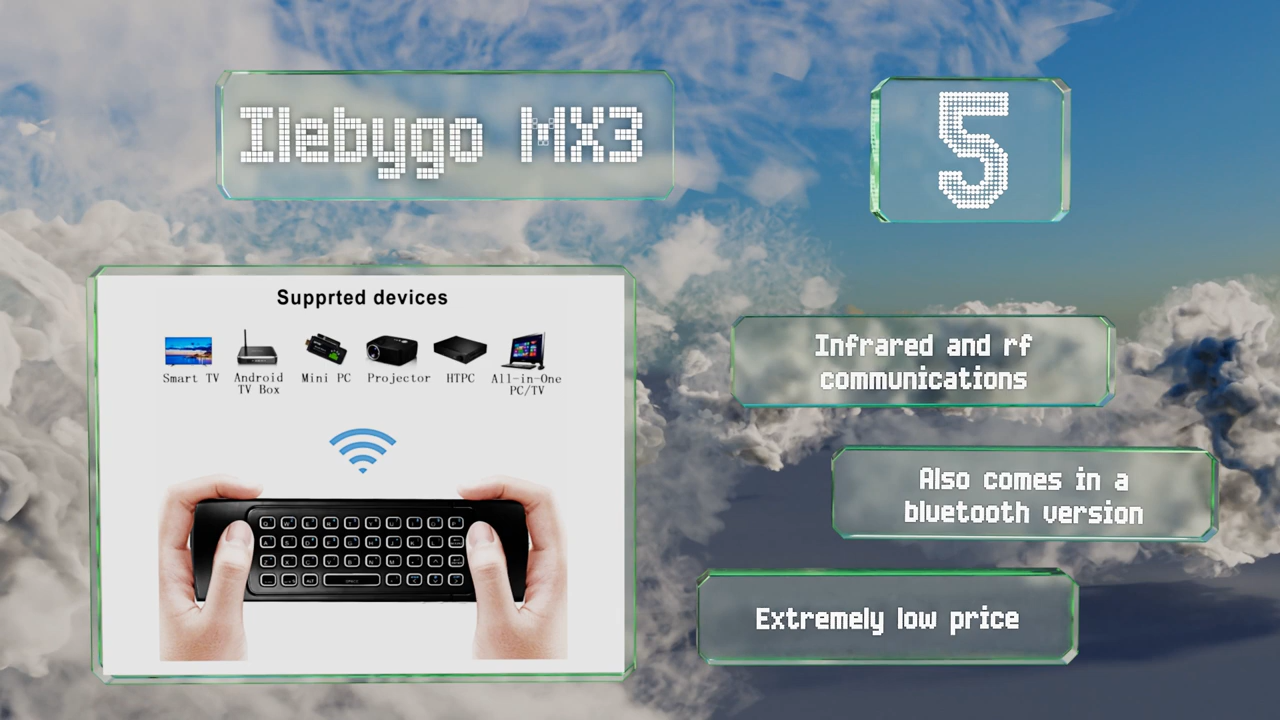 Ilebygo MX3
5
Supprted devices
Smart TV
Android
TV Box
Mini PC
Projector
HTPC
All-in-One
PC/TV
Infrared and rf
communications
Also comes in a
bluetooth version
Extremely low price